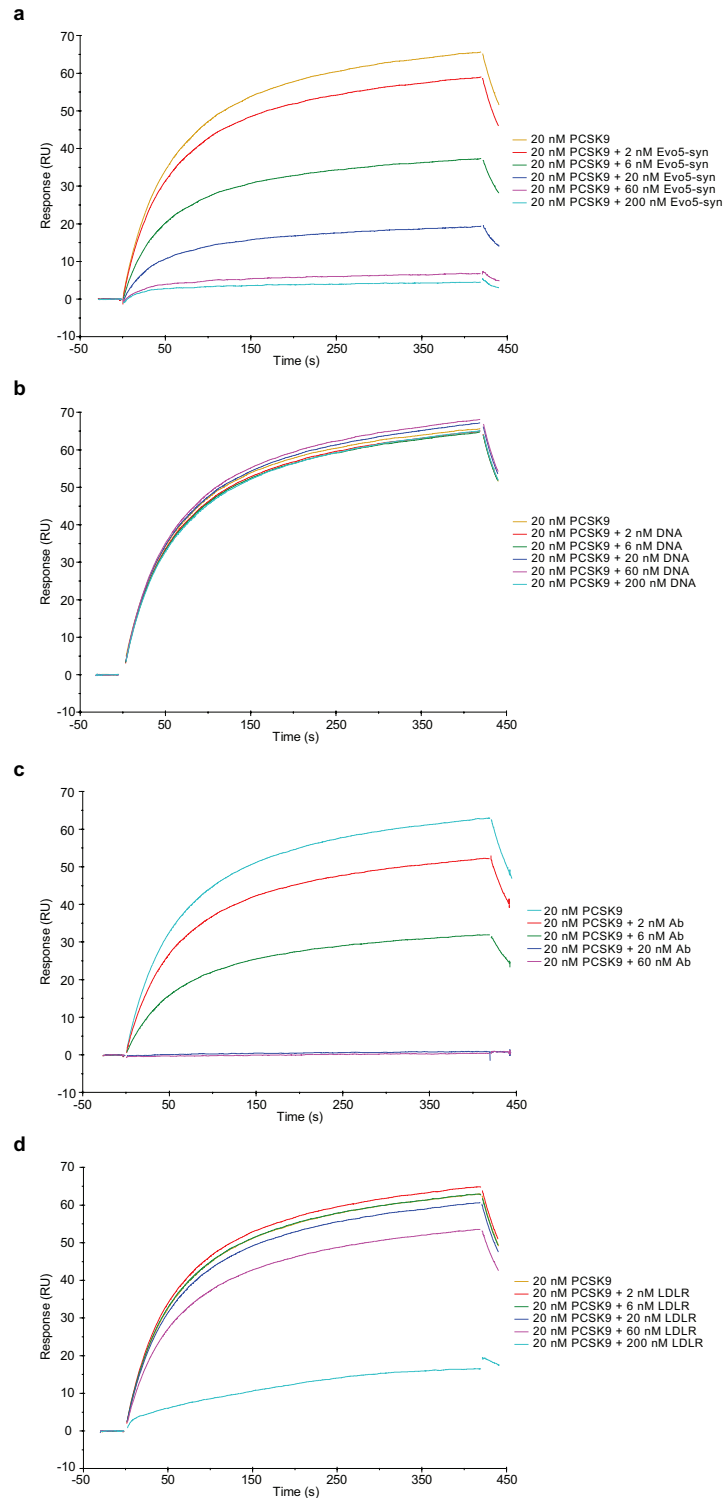 a
70
60
50
40
30
20
10
0
-10
Response (RU)
-50
50
150
250
350
450
Time (s)
20 nM PCSK9
20 nM PCSK9 + 2 nM Evo5-syn
20 nM PCSK9 + 6 nM Evo5-syn
20 nM PCSK9 + 20 nM Evo5-syn
20 nM PCSK9 + 60 nM Evo5-syn
20 nM PCSK9 + 200 nM Evo5-syn
b
70
60
50
40
30
20
10
0
-10
Response (RU)
-50
50
150
250
350
450
Time (s)
20 nM PCSK9
20 nM PCSK9 + 2 nM DNA
20 nM PCSK9 + 6 nM DNA
20 nM PCSK9 + 20 nM DNA
20 nM PCSK9 + 60 nM DNA
20 nM PCSK9 + 200 nM DNA
c
70
60
50
40
30
20
10
0
-10
Response (RU)
-50
50
150
250
350
450
Time (s)
20 nM PCSK9
20 nM PCSK9 + 2 nM Ab
20 nM PCSK9 + 6 nM Ab
20 nM PCSK9 + 20 nM Ab
20 nM PCSK9 + 60 nM Ab
d
70
60
50
40
30
20
10
0
-10
Response (RU)
-50
50
150
250
350
450
Time (s)
20 nM PCSK9
20 nM PCSK9 + 2 nM LDLR
20 nM PCSK9 + 6 nM LDLR
20 nM PCSK9 + 20 nM LDLR
20 nM PCSK9 + 60 nM LDLR
20 nM PCSK9 + 200 nM LDLR